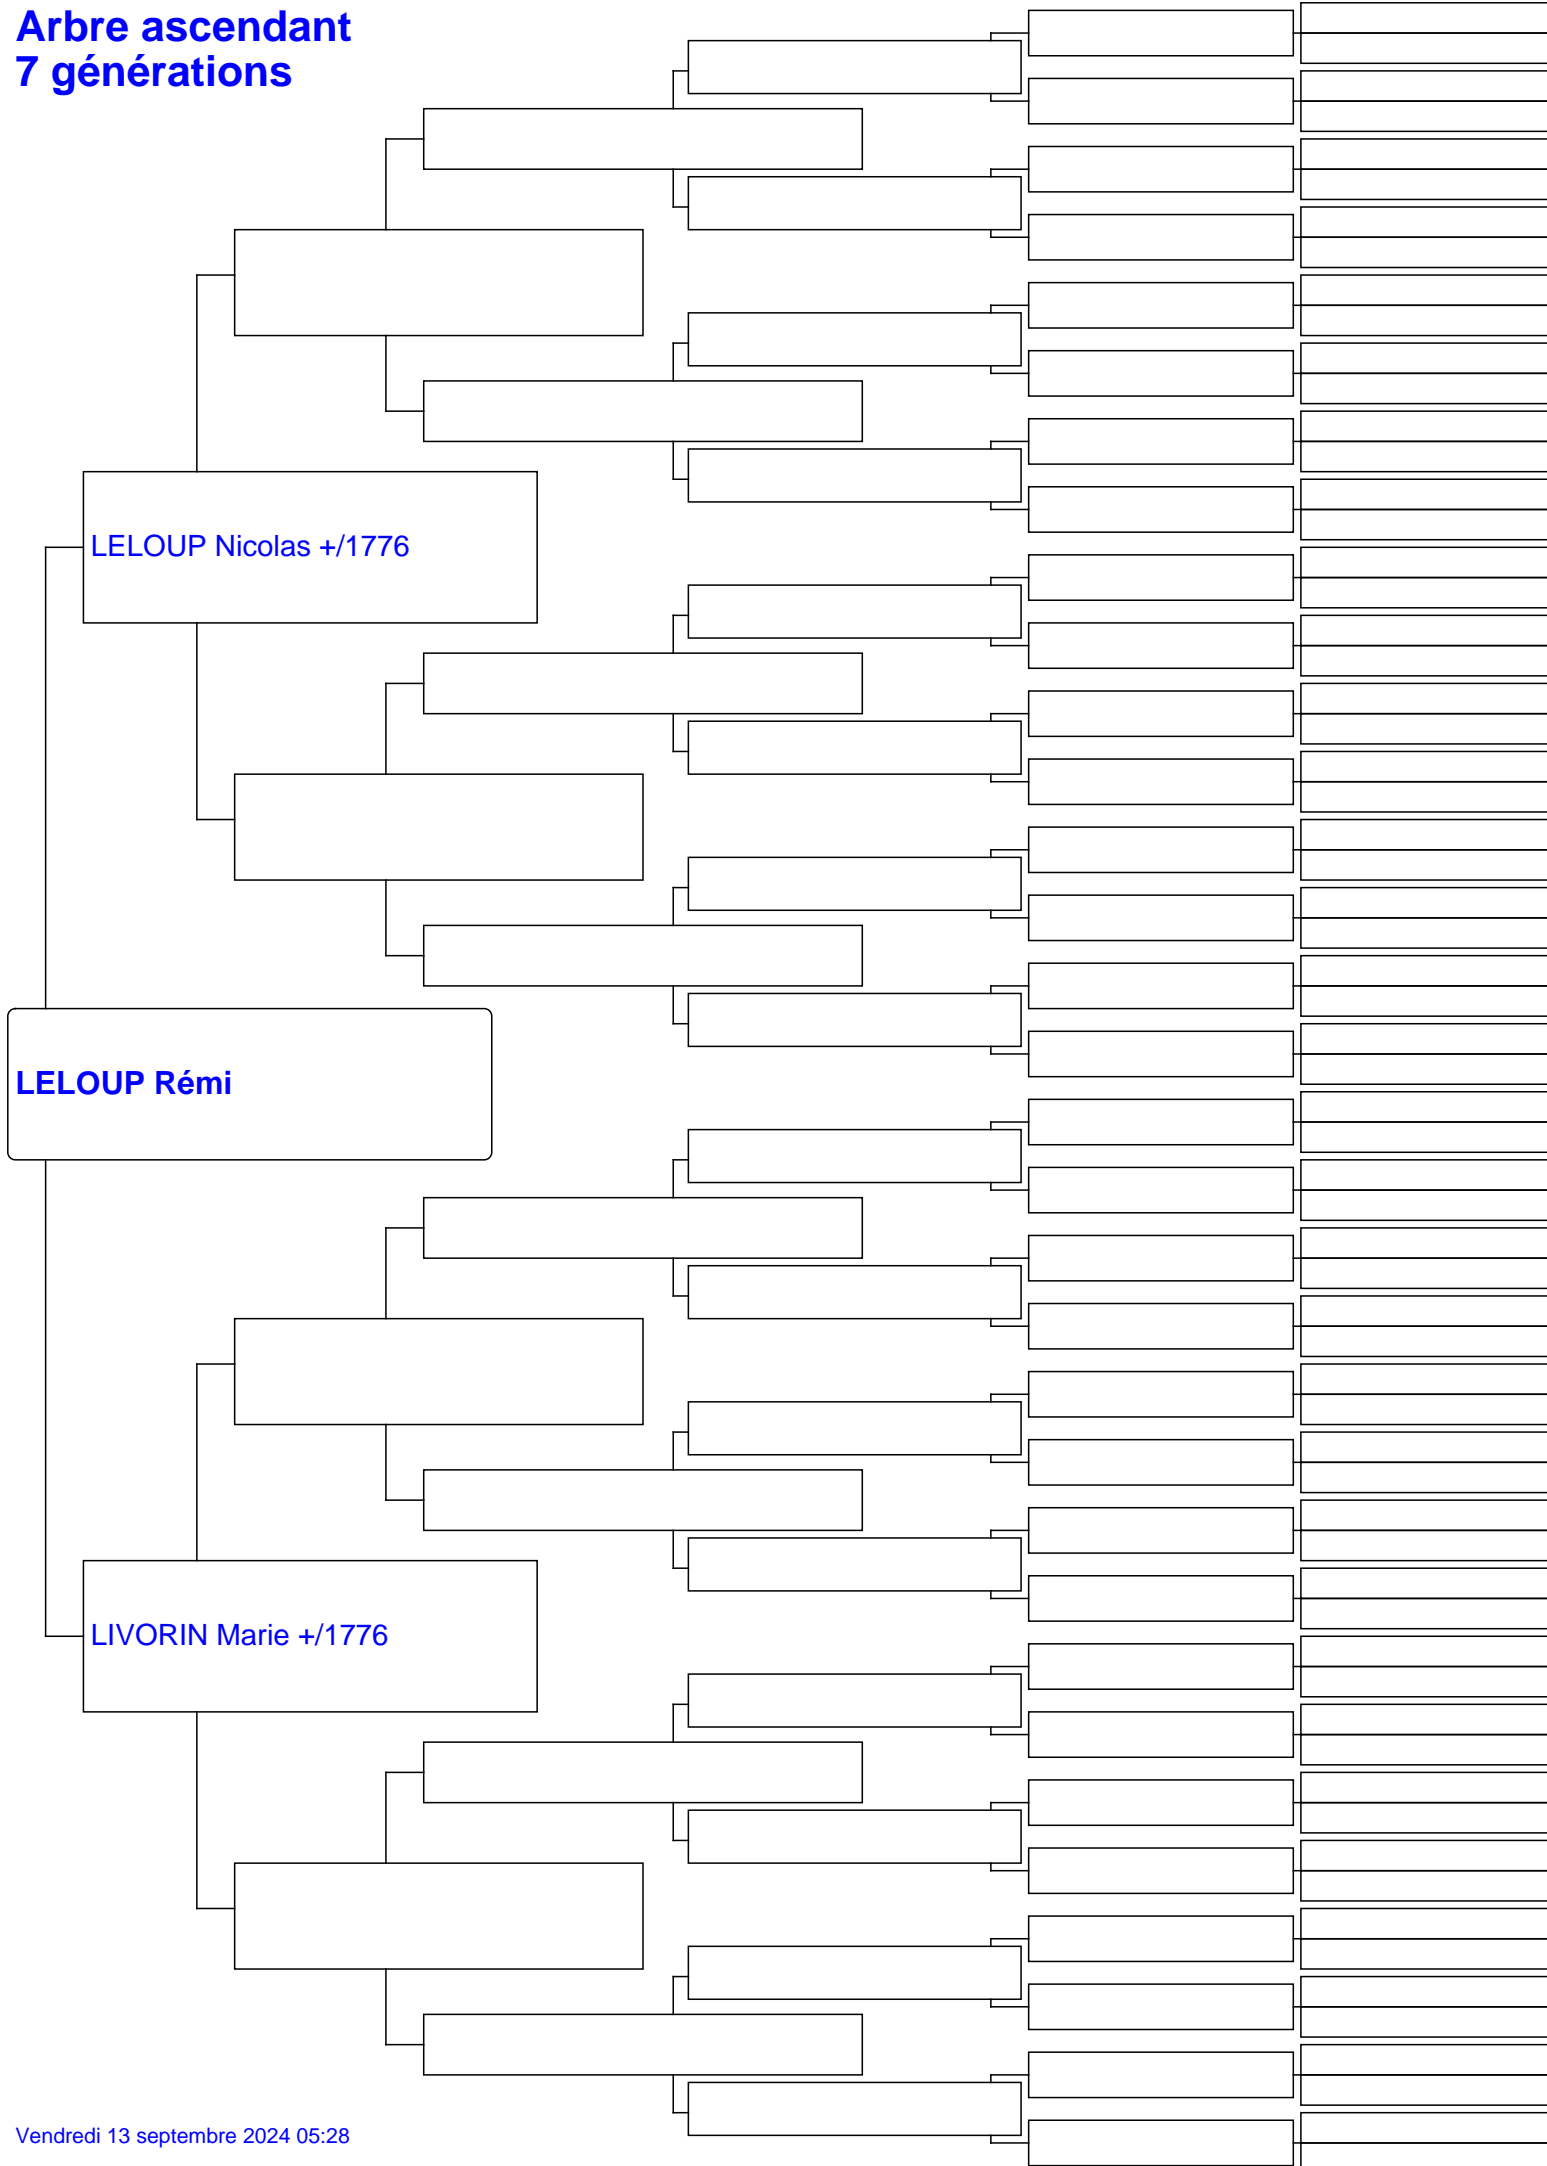 Arbre ascendant
7 générations
LELOUP Nicolas +/1776
LELOUP Rémi
LIVORIN Marie +/1776
Vendredi 13 septembre 2024 05:28